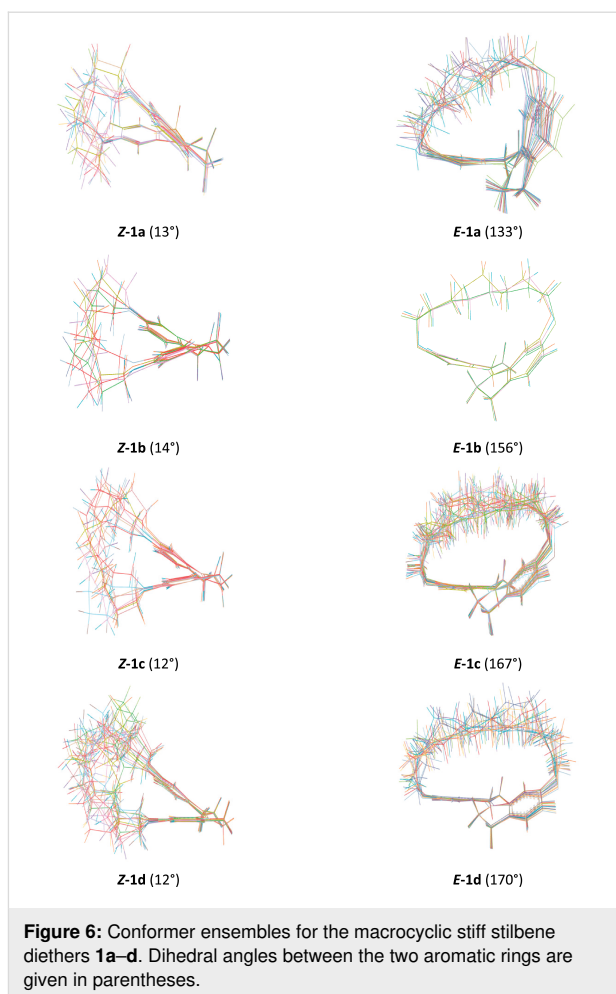 Z-1a (13°)
E-1a (133°)
Z-1b (14°)
E-1b (156°)
Z-1c (12°)
E-1c (167°)
Z-1d (12°)
E-1d (170°)
Figure 6: Conformer ensembles for the macrocyclic stiff stilbene
diethers 1a–d. Dihedral angles between the two aromatic rings are
given in parentheses.